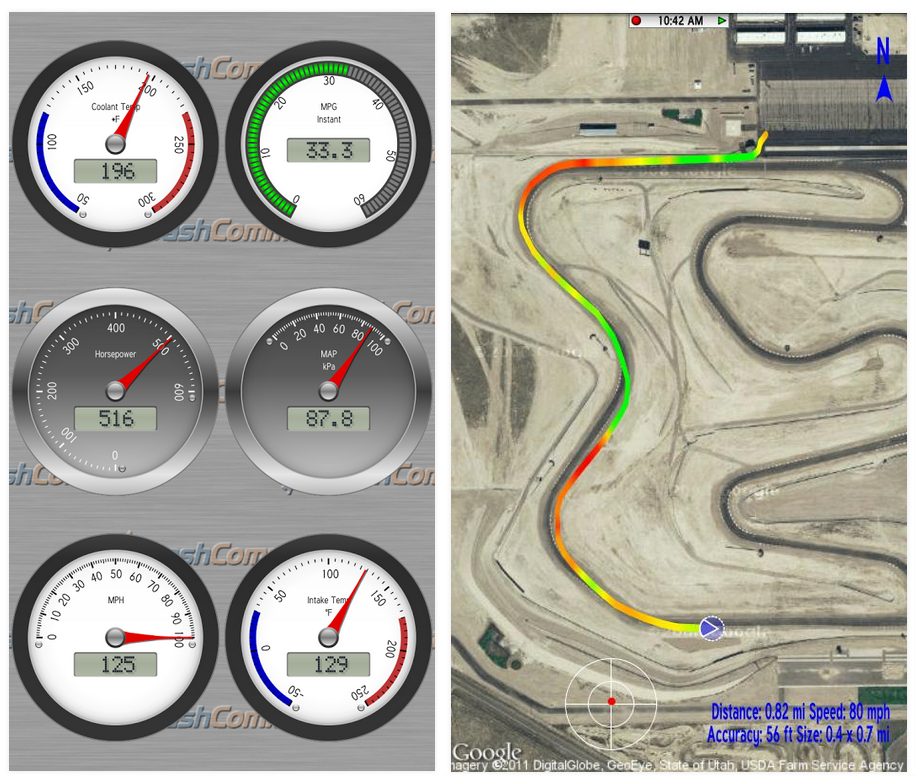 ashComm
Coolant Temp
°F
50
100
150
200
250
300
196
MPG
Instant
0
10
20
30
40
50
60
33.3
ashComm
Horsepower
0
100
200
300
400
500
600
516
MAP
kPa
0
20
40
60
80
100
87.8
ashComm
MPH
0
10
20
30
40
50
60
70
80
90
100
125
Intake Temp
°F
-50
0
50
100
150
200
250
129
ashComm
10:42 AM
N
Distance: 0.82 mi Speed: 80 mph
Accuracy: 56 ft Size: 0.4 x 0.7 mi
Google
magery ©2011 DigitalGlobe, GeoEye, State of Utah, USDA Farm Service Agency